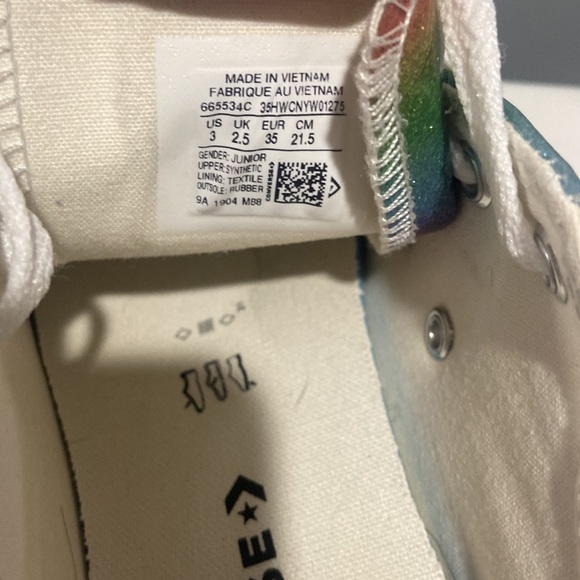 MADE IN VIETNAM
FABRIQUE AU VIETNAM
665534C 35HWCNYW01275
US UK EUR CM
3 2.5 35 21.5
GENDER: JUNIOR
UPPER: SYNTHETIC
LINING: TEXTILE
OUTSOLE: RUBBER
CONVERSE
9A 1904 M88